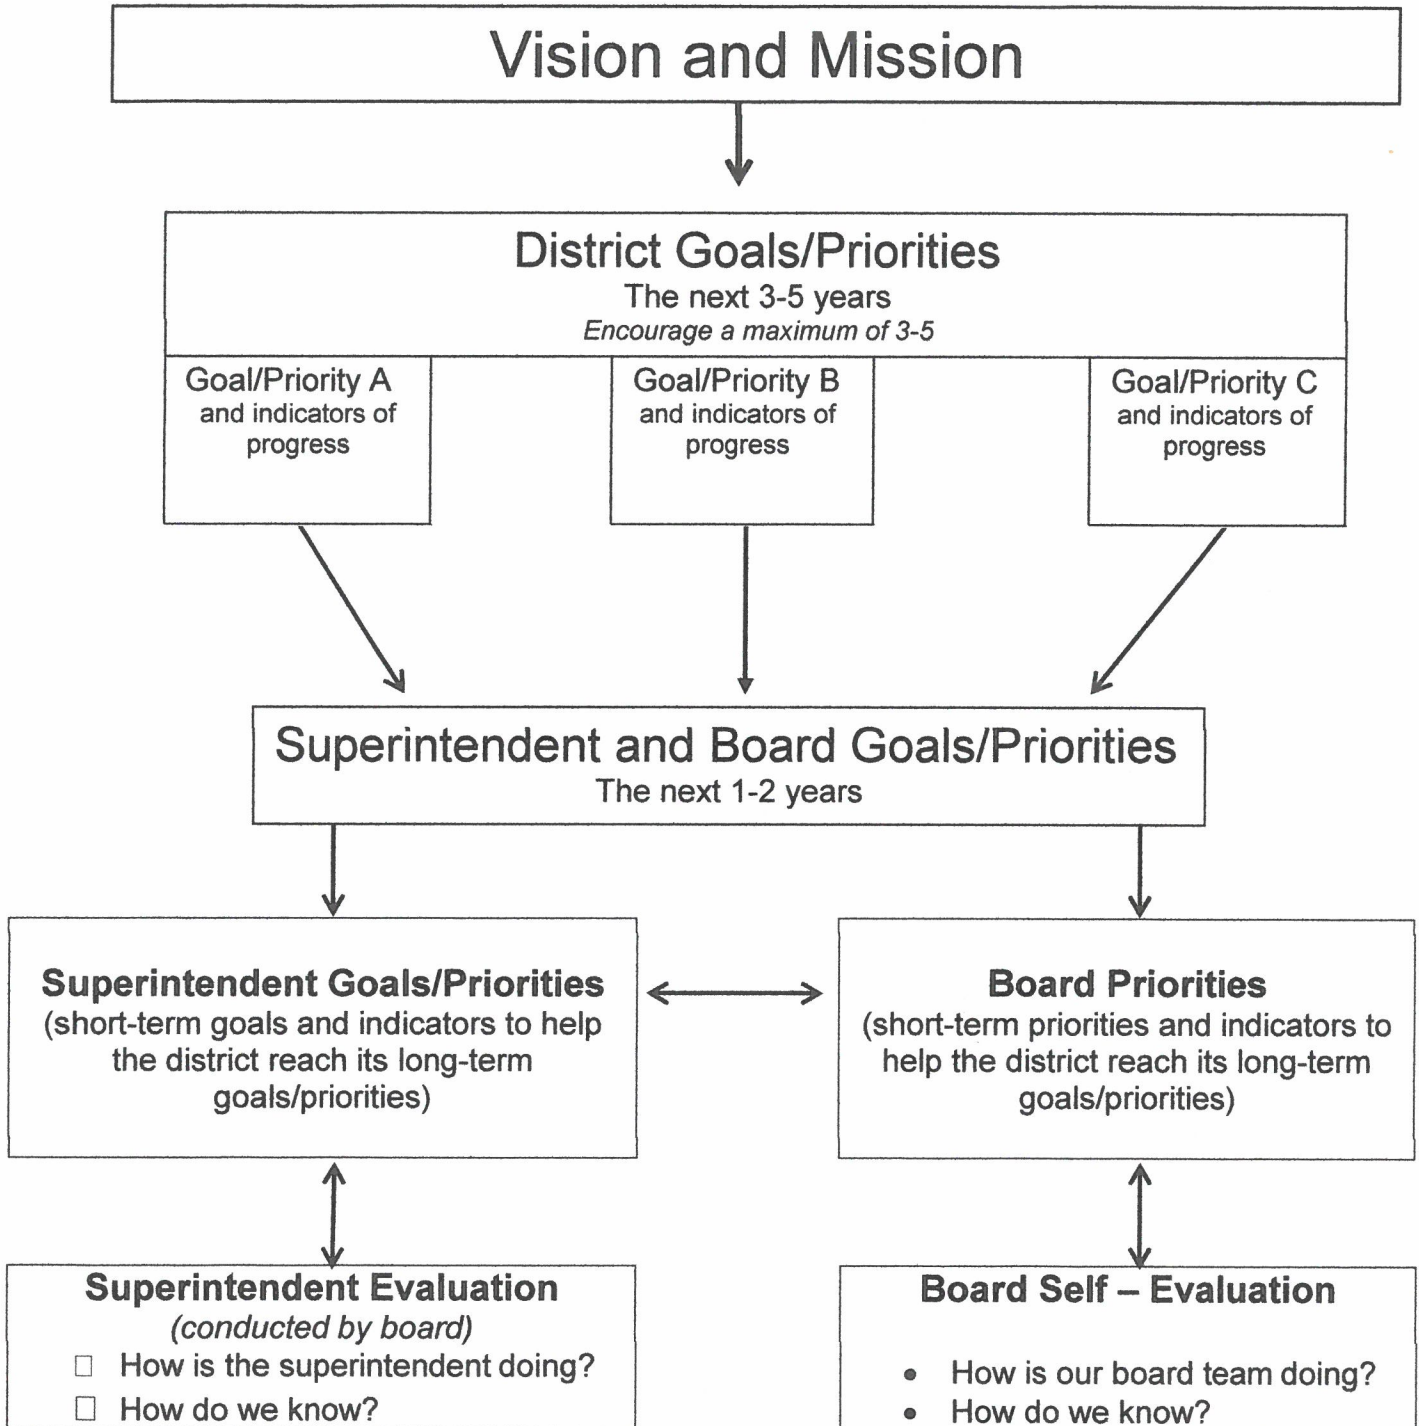 Vision and Mission
District Goals/Priorities
The next 3-5 years
Encourage a maximum of 3-5
Goal/Priority A
and indicators of
progress
Goal/Priority B
and indicators of
progress
Goal/Priority C
and indicators of
progress
Superintendent and Board Goals/Priorities
The next 1-2 years
Superintendent Goals/Priorities
(short-term goals and indicators to help
the district reach its long-term
goals/priorities)
Board Priorities
(short-term priorities and indicators to
help the district reach its long-term
goals/priorities)
Superintendent Evaluation
(conducted by board)
□ How is the superintendent doing?
□ How do we know?
Board Self – Evaluation
• How is our board team doing?
• How do we know?